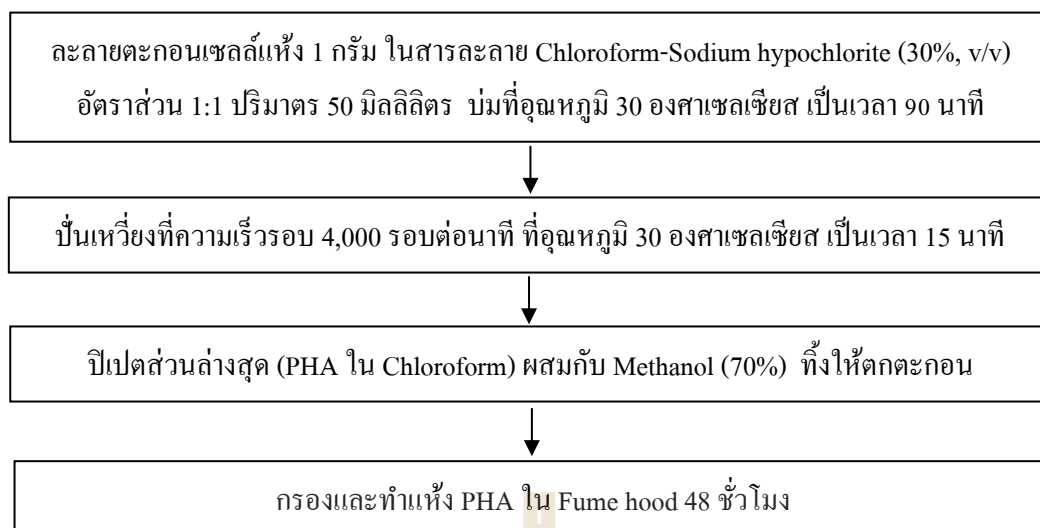 ละลายตะกอนเซลล์แห้ง 1 กรัม ในสารละลาย Chloroform-Sodium hypochlorite (30%, v/v)
อัตราส่วน 1:1 ปริมาตร 50 มิลลิลิตร บ่มที่อุณหภูมิ 30 องศาเซลเซียส เป็นเวลา 90 นาที
ปั่นเหวี่ยงที่ความเร็วรอบ 4,000 รอบต่อนาที ที่อุณหภูมิ 30 องศาเซลเซียส เป็นเวลา 15 นาที
ปิเปตส่วนล่างสุด (PHA ใน Chloroform) ผสมกับ Methanol (70%) ทิ้งให้ตกตะกอน
กรองและทำแห้ง PHA ใน Fume hood 48 ชั่วโมง